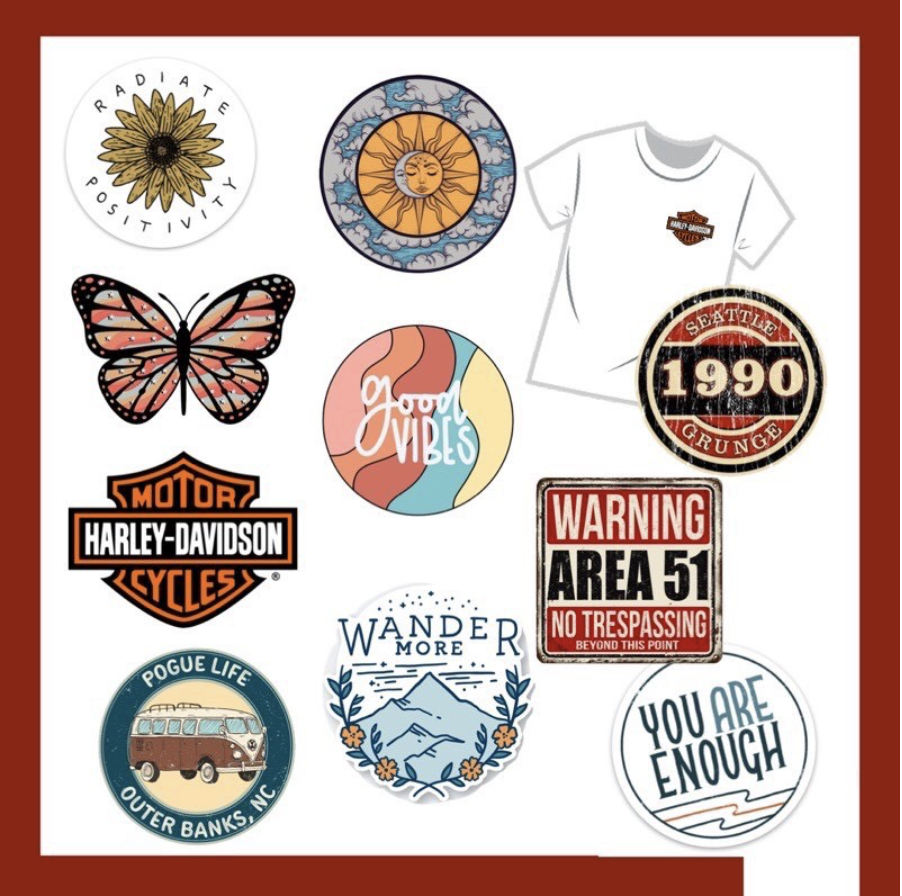 RADIATE
POSITIVITY
MOTOR
HARLEY-DAVIDSON
CYCLES
®
POGUE LIFE
OUTER BANKS, NC
good
VIBES
WANDER
MORE
MOTOR
HARLEY-DAVIDSON
CYCLES
SEATTLE
1990
GRUNGE
WARNING
AREA 51
NO TRESPASSING
BEYOND THIS POINT
YOU ARE
ENOUGH